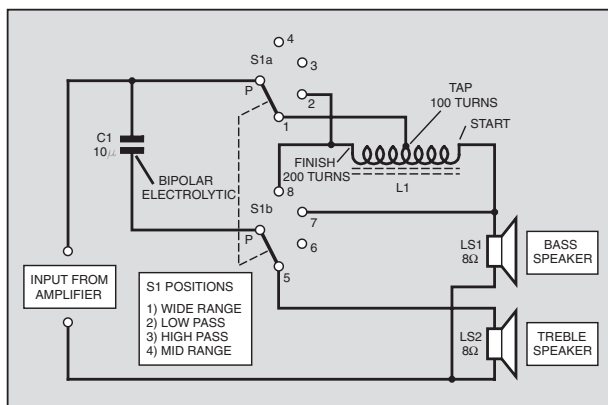 4
S1a
3
P
2
1
TAP
100 TURNS
START
C1
10μ
BIPOLAR
ELECTROLYTIC
FINISH
200 TURNS
L1
8
S1b
7
P
6
5
INPUT FROM
AMPLIFIER
S1 POSITIONS
1) WIDE RANGE
2) LOW PASS
3) HIGH PASS
4) MID RANGE
LS1
8Ω
BASS
SPEAKER
LS2
8Ω
TREBLE
SPEAKER